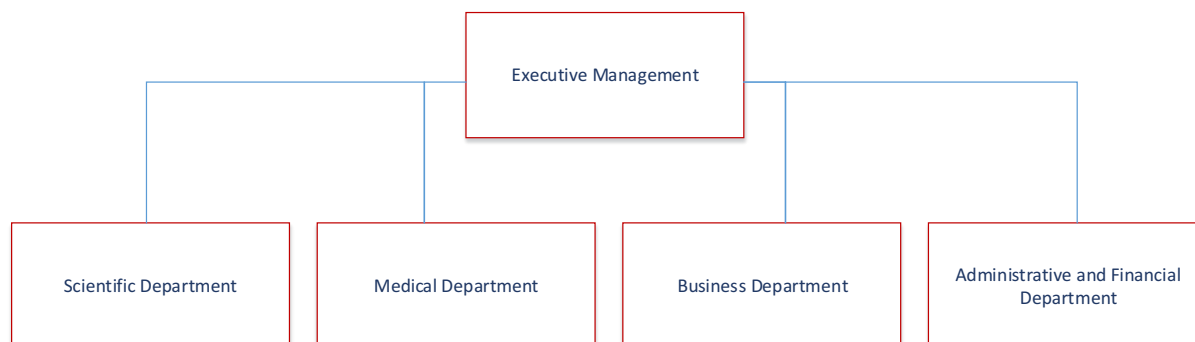 Executive Management
Scientific Department
Medical Department
Business Department
Administrative and Financial
Department